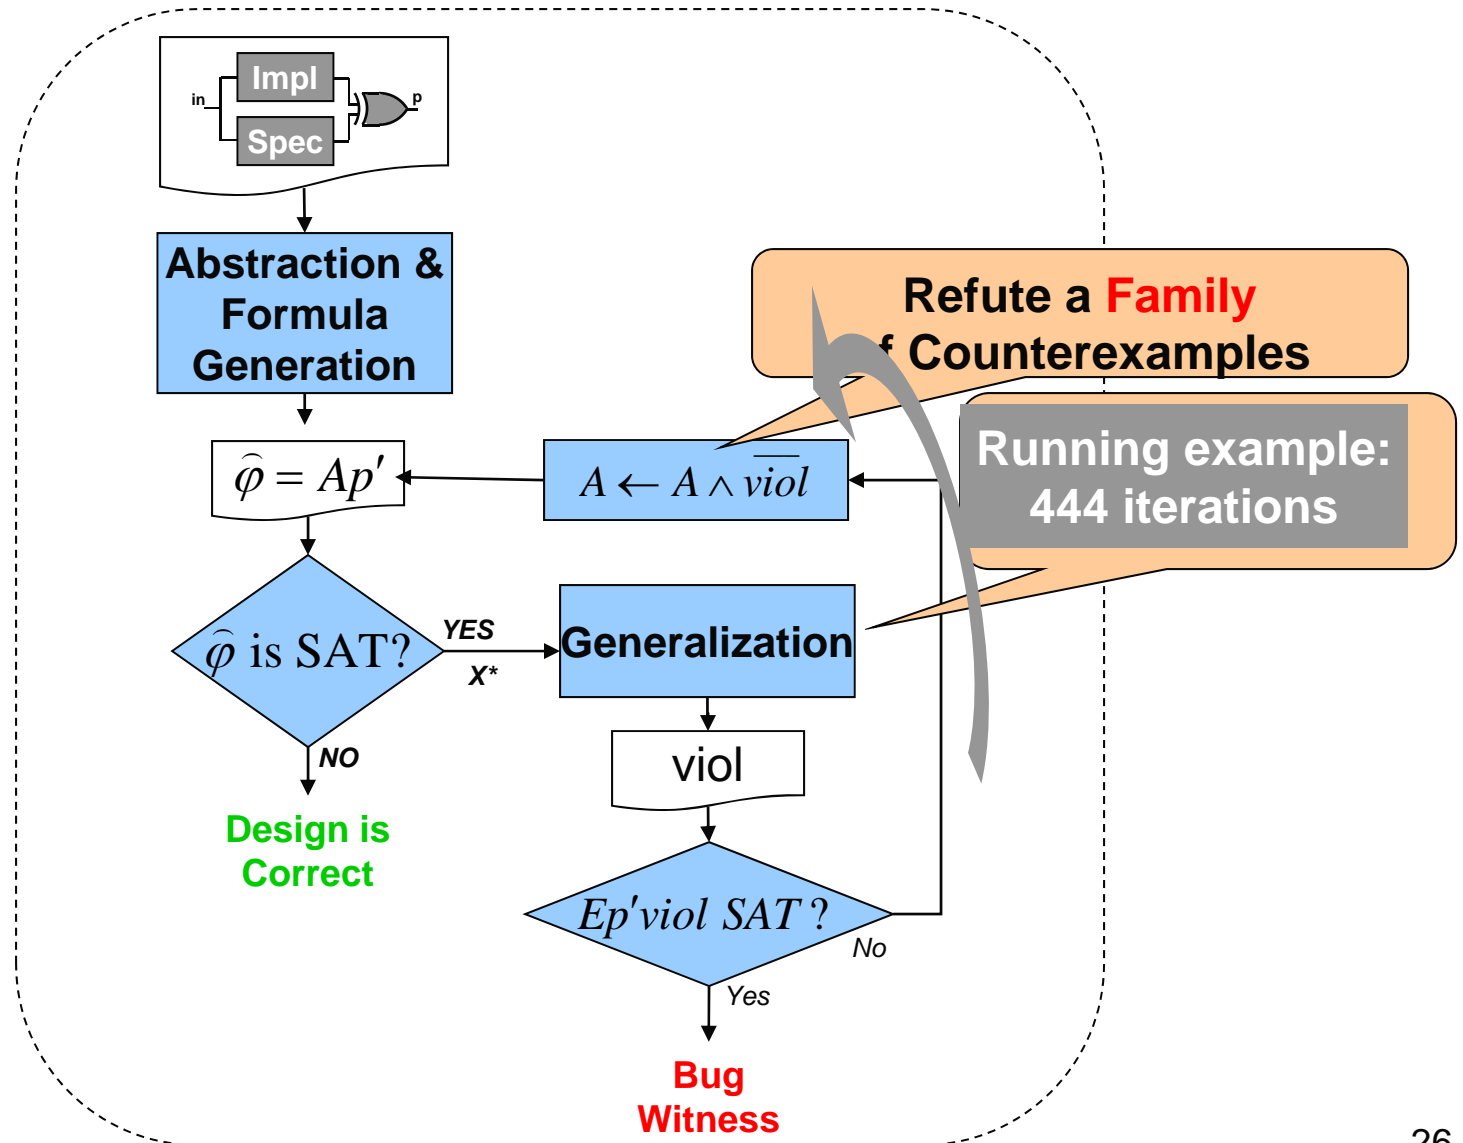 Impl
in
p
Spec
Abstraction &
Formula
Generation
Refute a Family
f Counterexamples
Running example:
444 iterations
φ̂ = Ap′
A ← A ∧ v̅i̅o̅l̅
φ̂ is SAT?
YES
X*
Generalization
NO
viol
Design is
Correct
Ep′viol SAT?
No
Yes
Bug
Witness
26